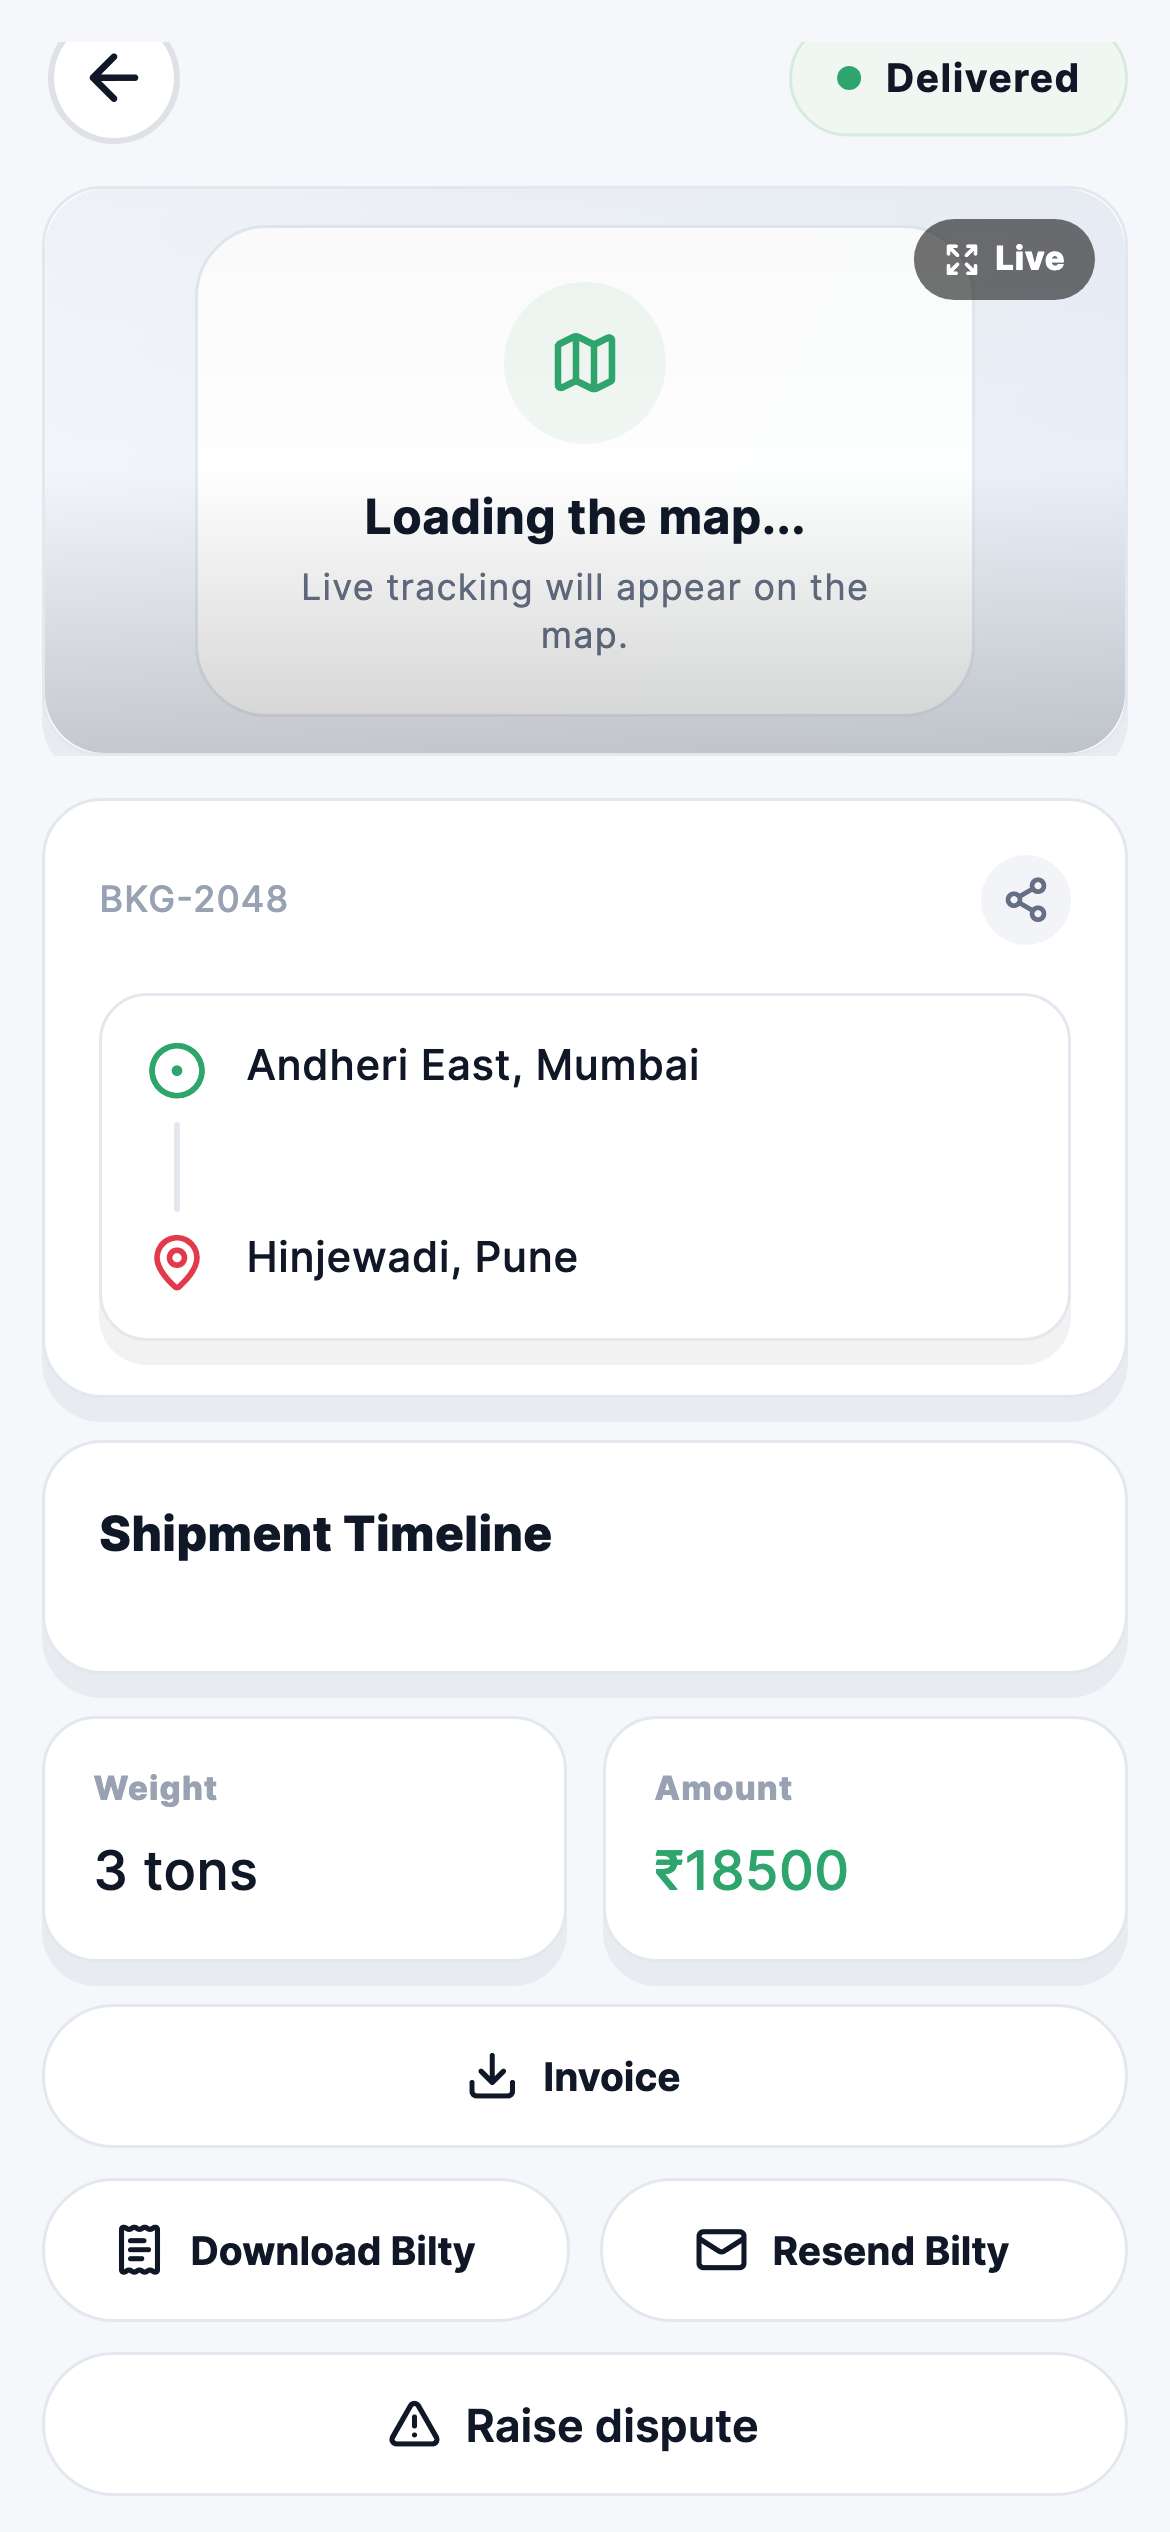 Delivered
Live
Loading the map...
Live tracking will appear on the
map.
BKG-2048
Andheri East, Mumbai
Hinjewadi, Pune
Shipment Timeline
Weight
3 tons
Amount
₹18500
Invoice
Download Bilty
Resend Bilty
Raise dispute